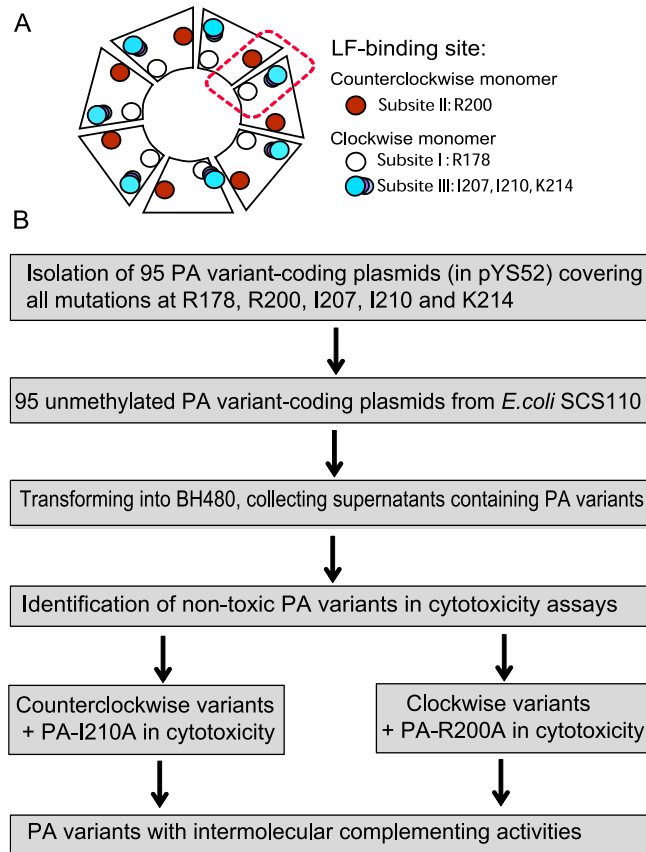 A
LF-binding site:
Counterclockwise monomer
Subsite II: R200
Clockwise monomer
Subsite I : R178
Subsite III: I207, I210, K214
B
Isolation of 95 PA variant-coding plasmids (in pYS52) covering
all mutations at R178, R200, I207, I210 and K214
95 unmethylated PA variant-coding plasmids from E.coli SCS110
Transforming into BH480, collecting supernatants containing PA variants
Identification of non-toxic PA variants in cytotoxicity assays
Counterclockwise variants
+ PA-I210A in cytotoxicity
Clockwise variants
+ PA-R200A in cytotoxicity
PA variants with intermolecular complementing activities